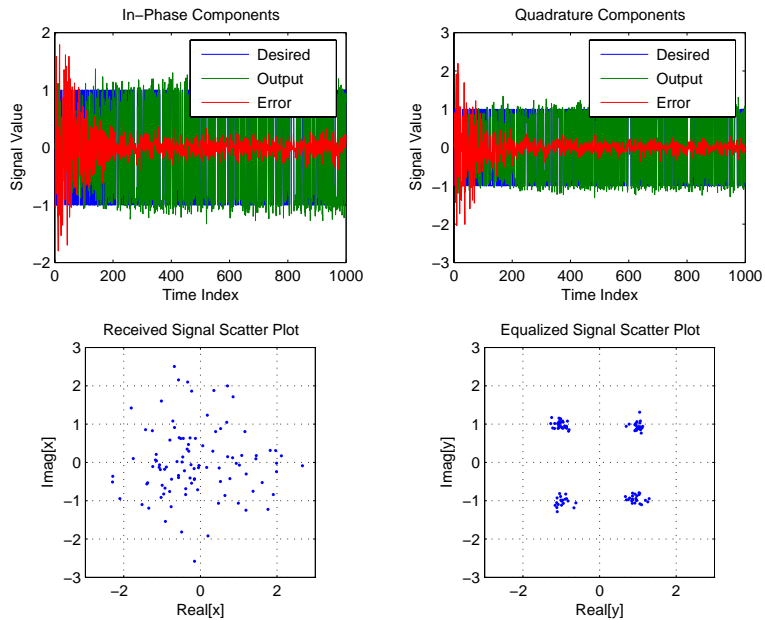 In-Phase Components
2
1
0
-1
-2
Signal Value
0 200 400 600 800 1000
Time Index
Desired
Output
Error
Quadrature Components
3
2
1
0
-1
-2
-3
Signal Value
0 200 400 600 800 1000
Time Index
Desired
Output
Error
Received Signal Scatter Plot
3
2
1
0
-1
-2
-3
Imag[x]
-2 0 2
Real[x]
Equalized Signal Scatter Plot
3
2
1
0
-1
-2
-3
Imag[y]
-2 0 2
Real[y]